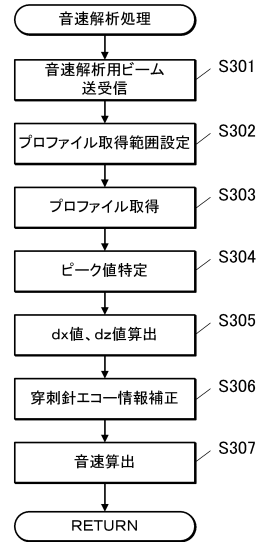 音速解析処理
音速解析用ビーム
送受信
S301
プロファイル取得範囲設定
S302
プロファイル取得
S303
ピーク値特定
S304
dx値、dz値算出
S305
穿刺針エコー情報補正
S306
音速算出
S307
RETURN